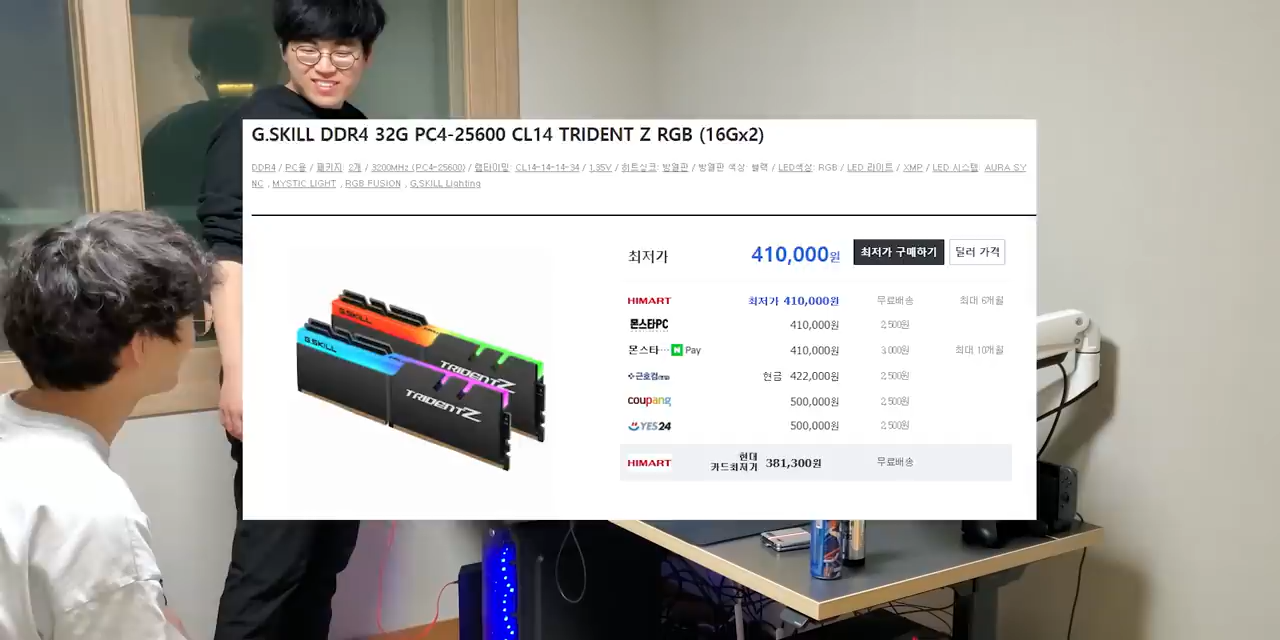 G.SKILL DDR4 32G PC4-25600 CL14 TRIDENT Z RGB (16Gx2)
DDR4 / PC용 / 패키지: 2개 / 3200MHz (PC4-25600) / 램타이밍: CL14-14-14-34 / 1.35V / 히트싱크: 방열판 / 방열판 색상: 블랙 / LED색상: RGB / LED 라이트 / XMP / LED 시스템: AURA SY
NC , MYSTIC LIGHT , RGB FUSION , G.SKILL Lighting
최저가 410,000원 최저가 구매하기 딜러 가격
HIMART 최저가 410,000원 무료배송 최대 6개월
몬스타PC 410,000원 2,500원
몬스타··· N Pay 410,000원 3,000원 최대 10개월
근호컴 현금 422,000원 2,500원
coupang 500,000원 2,500원
YES24 500,000원 2,500원
HIMART 현대 카드최저가 381,300원 무료배송
G.SKILL
G.SKILL
TRIDENT Z
TRIDENT Z